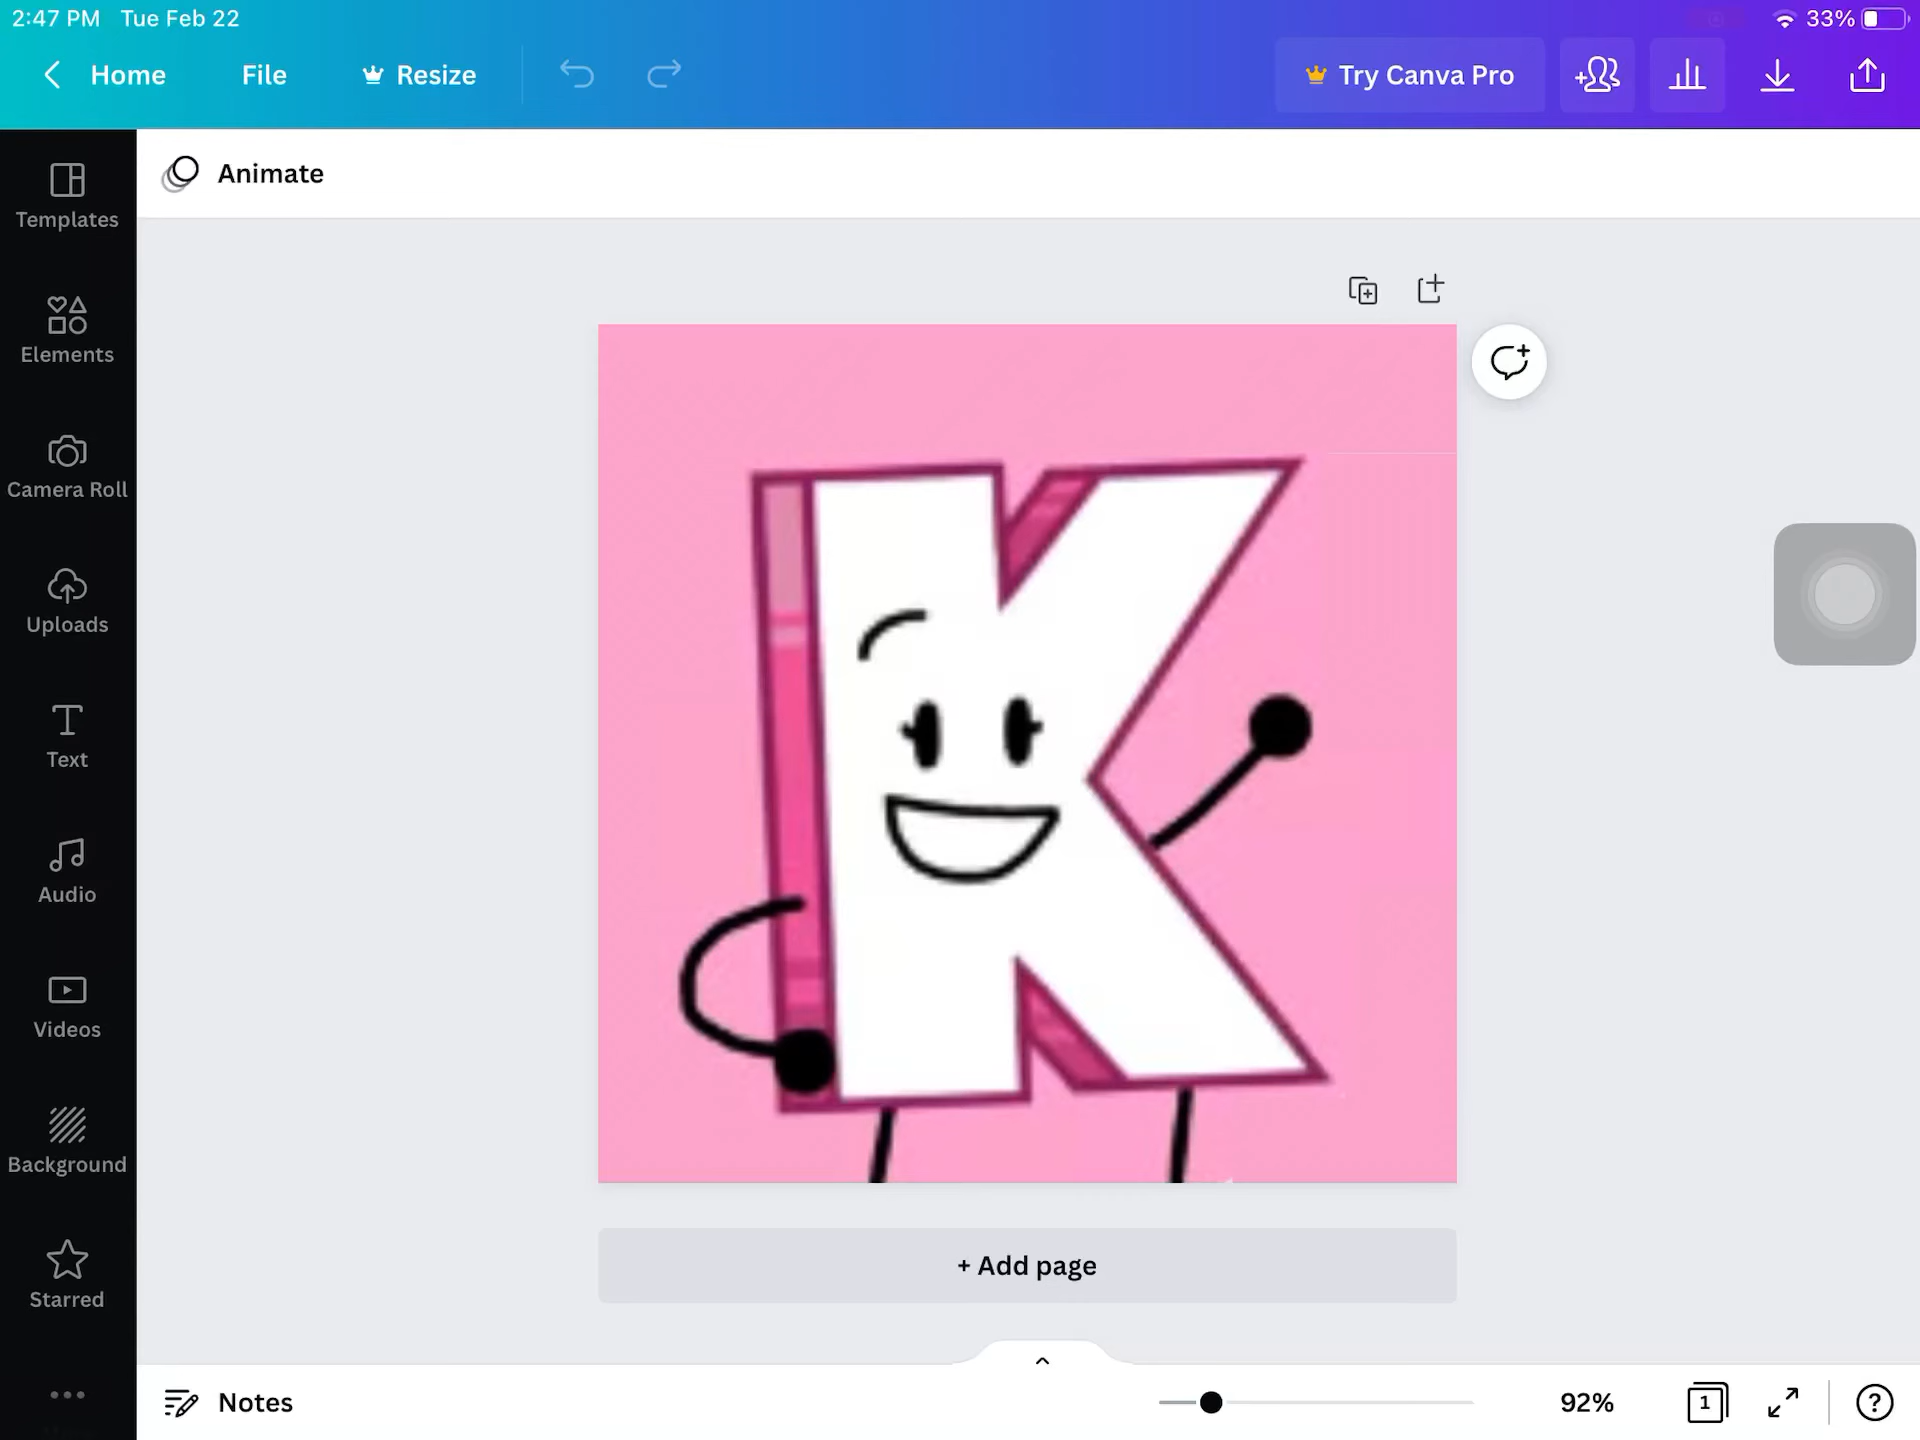 2:47 PM Tue Feb 22
33%
Home File Resize Try Canva Pro
Animate
Templates
Elements
Camera Roll
Uploads
Text
Audio
Videos
Background
Starred
K
+ Add page
Notes
92%
1
?